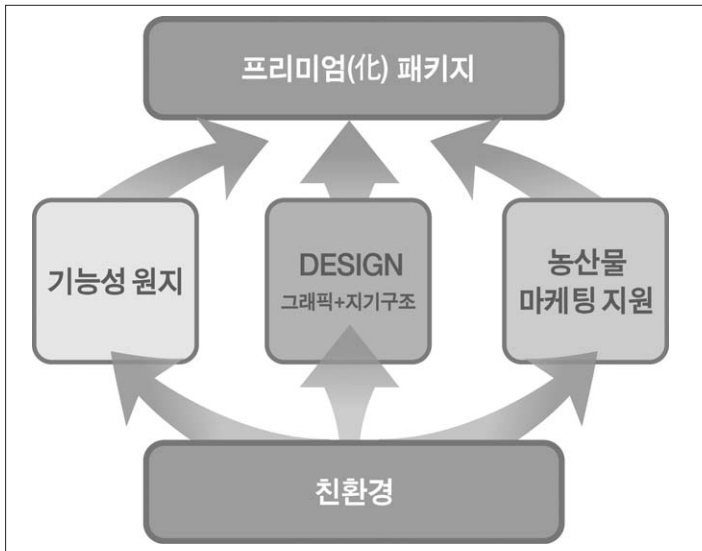 프리미엄(化) 패키지
기능성 원지
DESIGN
그래픽+지기구조
농산물
마케팅 지원
친환경